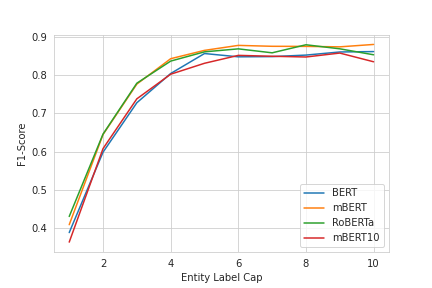 0.9
0.8
0.7
0.6
0.5
0.4
F1-Score
2 4 6 8 10
Entity Label Cap
BERT
mBERT
RoBERTa
mBERT10